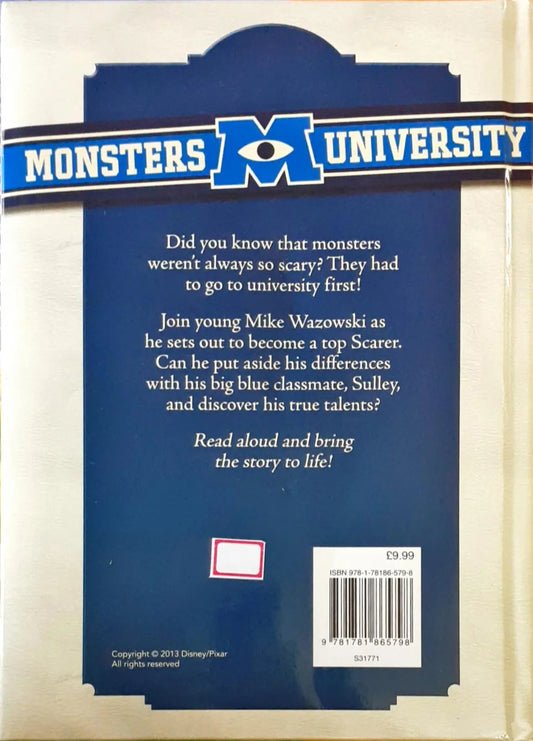 MONSTERS M UNIVERSITY
Did you know that monsters
weren't always so scary? They had
to go to university first!
Join young Mike Wazowski as
he sets out to become a top Scarer.
Can he put aside his differences
with his big blue classmate, Sulley,
and discover his true talents?
Read aloud and bring
the story to life!
£9.99
ISBN 978-1-78186-579-8
9 781781 865798
S31771
Copyright © 2013 Disney/Pixar
All rights reserved